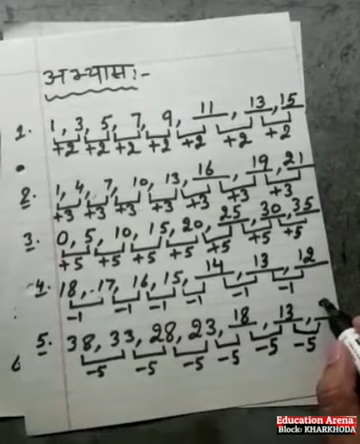 अभ्यास:-
1. 1, 3, 5, 7, 9, 11, 13, 15
+2 +2 +2 +2 +2 +2 +2
2. 1, 4, 7, 10, 13, 16, 19, 21
+3 +3 +3 +3 +3 +3 +3
3. 0, 5, 10, 15, 20, 25, 30, 35
+5 +5 +5 +5 +5 +5 +5
4. 18, 17, 16, 15, 14, 13, 12
-1 -1 -1 -1 -1 -1
5. 38, 33, 28, 23, 18, 13,
-5 -5 -5 -5 -5 -5
6
Education Arena
Block: KHARKHODA